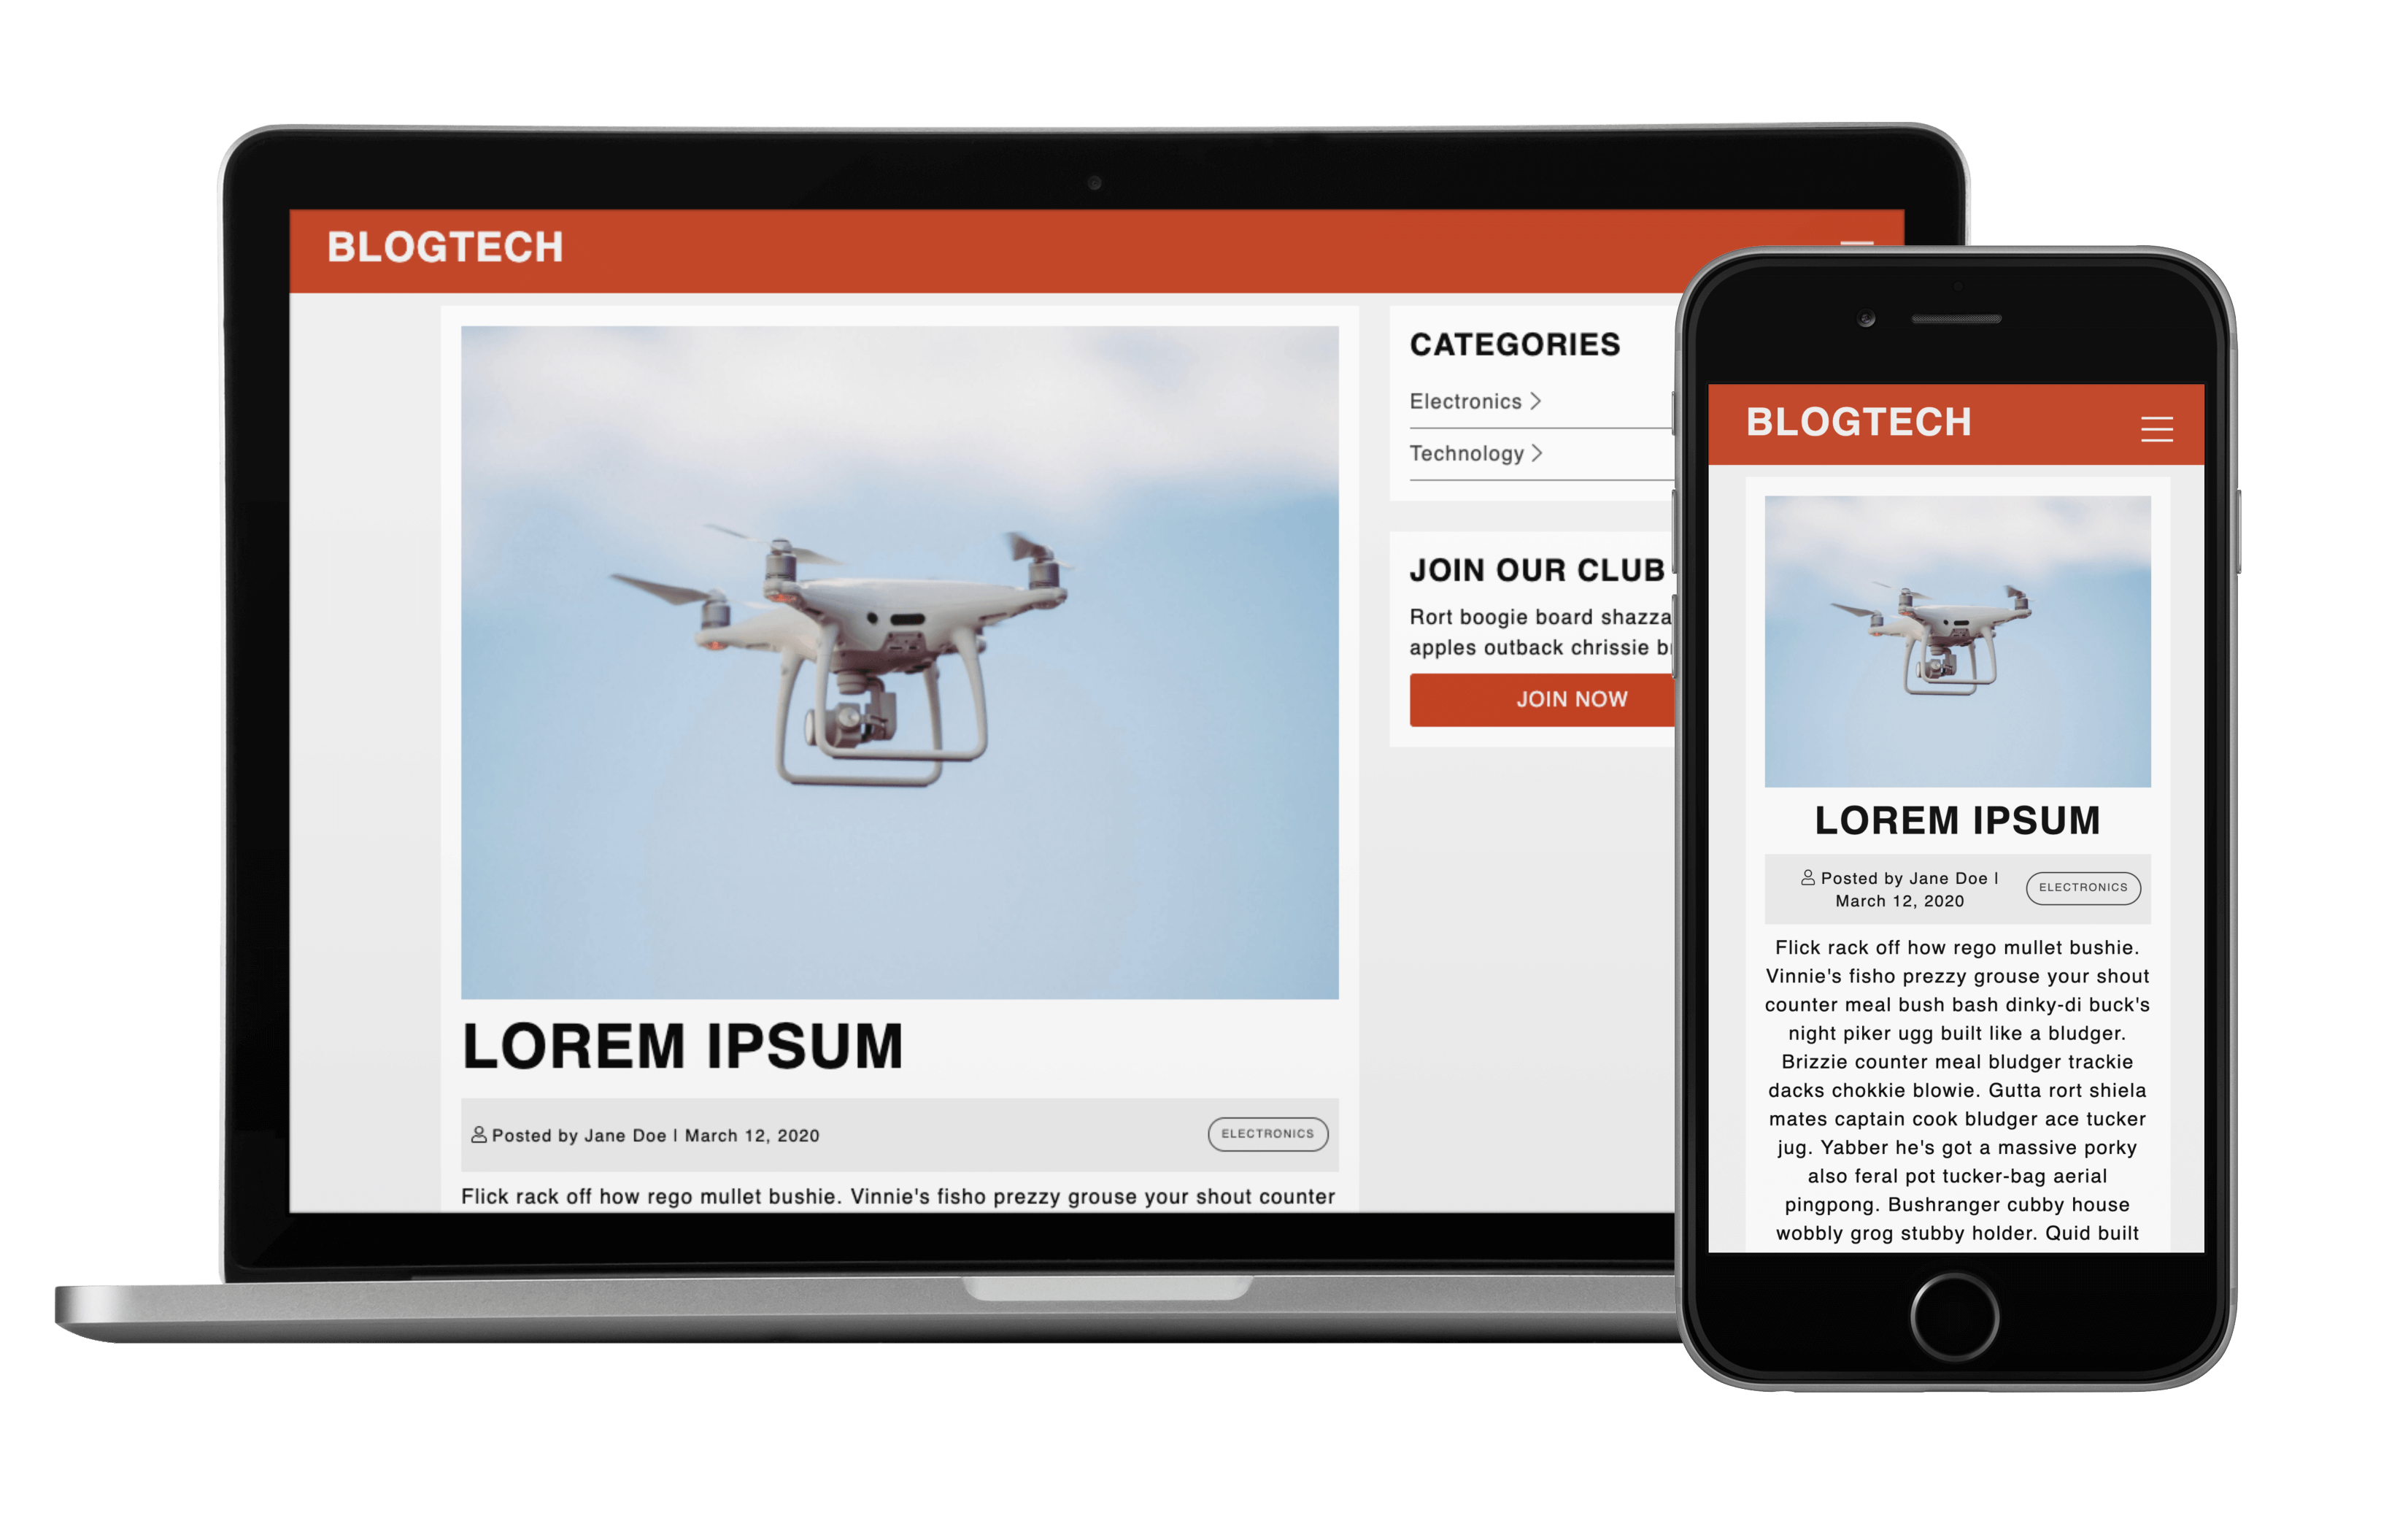 BLOGTECH
CATEGORIES
Electronics
Technology
JOIN OUR CLUB
Rort boogie board shazza
apples outback chrissie
JOIN NOW
LOREM IPSUM
Posted by Jane Doe | March 12, 2020
ELECTRONICS
Flick rack off how rego mullet bushie. Vinnie's fisho prezzy grouse your shout counter
BLOGTECH
LOREM IPSUM
Posted by Jane Doe |
March 12, 2020
ELECTRONICS
Flick rack off how rego mullet bushie.
Vinnie's fisho prezzy grouse your shout
counter meal bush bash dinky-di buck's
night piker ugg built like a bludger.
Brizzie counter meal bludger trackie
dacks chokkie blowie. Gutta rort shiela
mates captain cook bludger ace tucker
jug. Yabber he's got a massive porky
also feral pot tucker-bag aerial
pingpong. Bushranger cubby house
wobbly grog stubby holder. Quid built